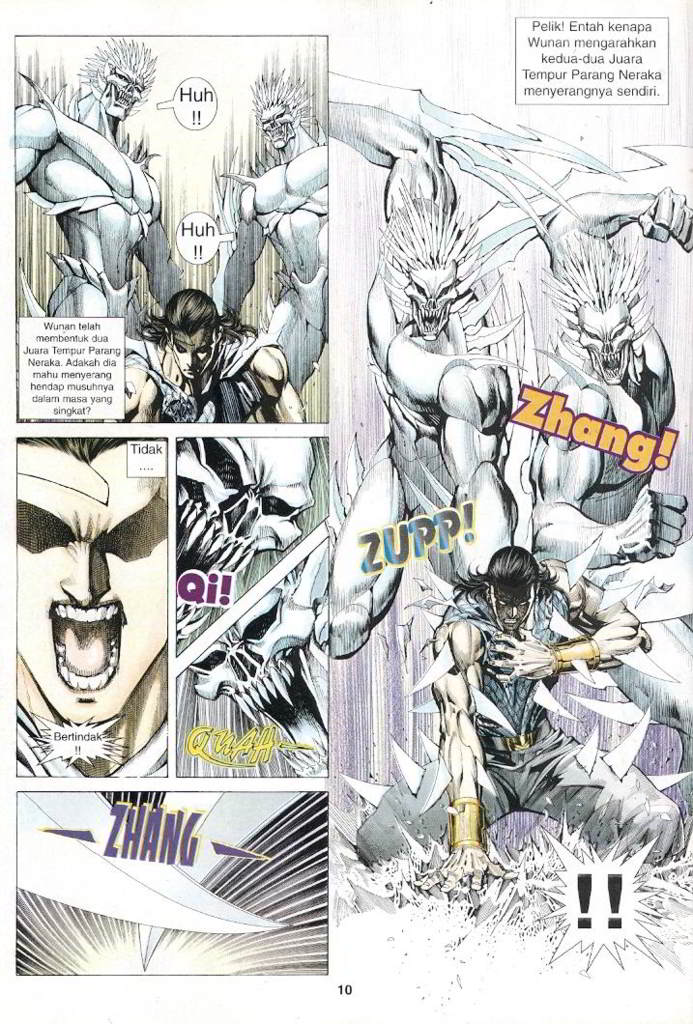 Huh
!!
Huh
!!
Wunan telah
membentuk dua
Juara Tempur Parang
Neraka. Adakah dia
mahu menyerang
hendap musuhnya
dalam masa yang
singkat?
Tidak
....
Bertindak
!!
Qi!
QUAH
ZHANG
Pelik! Entah kenapa
Wunan mengarahkan
kedua-dua Juara
Tempur Parang Neraka
menyerangnya sendiri.
Zhang!
ZUPP!
!!
10